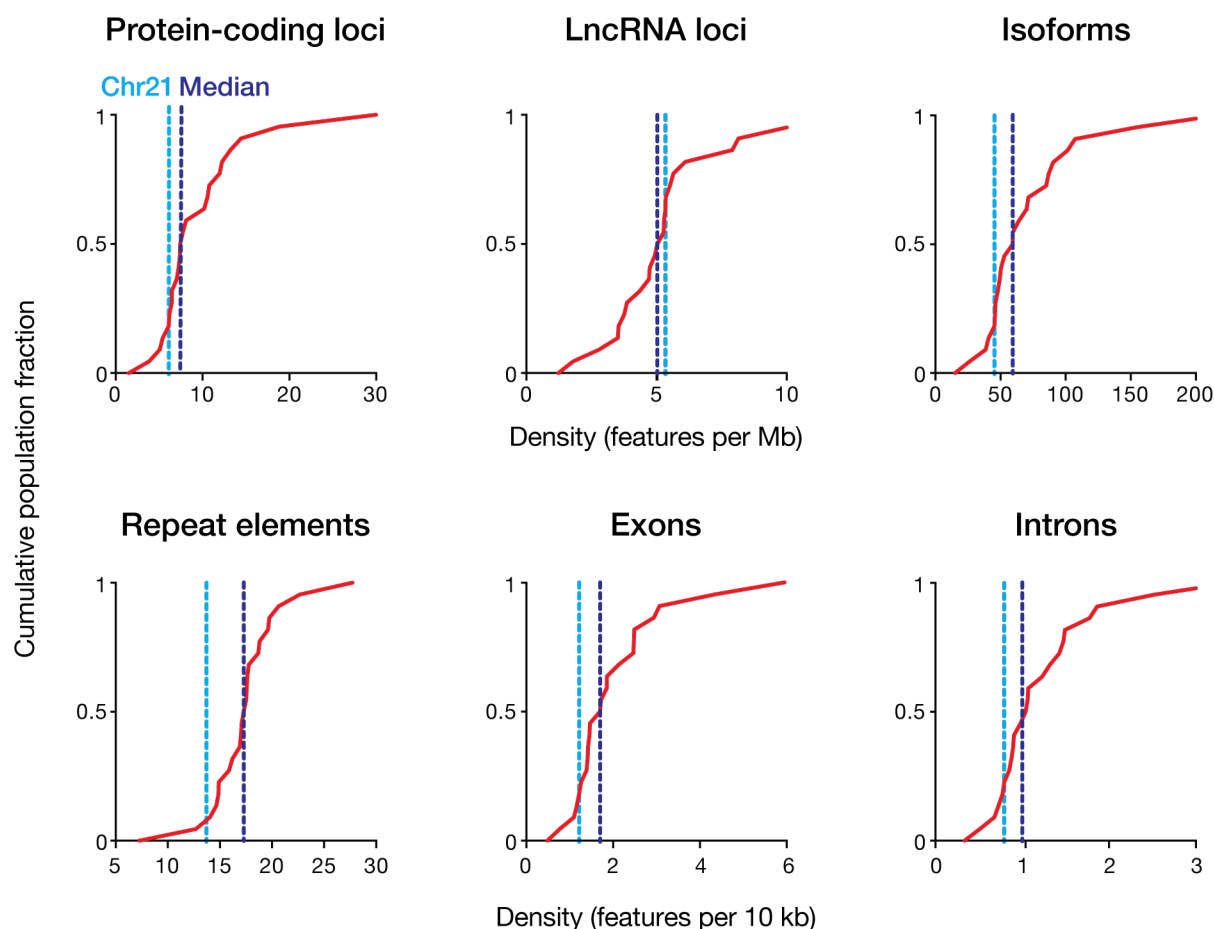 Protein-coding loci
LncRNA loci
Isoforms
Chr21 Median
1
0.5
0
0 10 20 30
1
0.5
0
0 5 10
1
0.5
0
0 50 100 150 200
Density (features per Mb)
Cumulative population fraction
Repeat elements
Exons
Introns
1
0.5
0
5 10 15 20 25 30
1
0.5
0
0 2 4 6
1
0.5
0
0 1 2 3
Density (features per 10 kb)